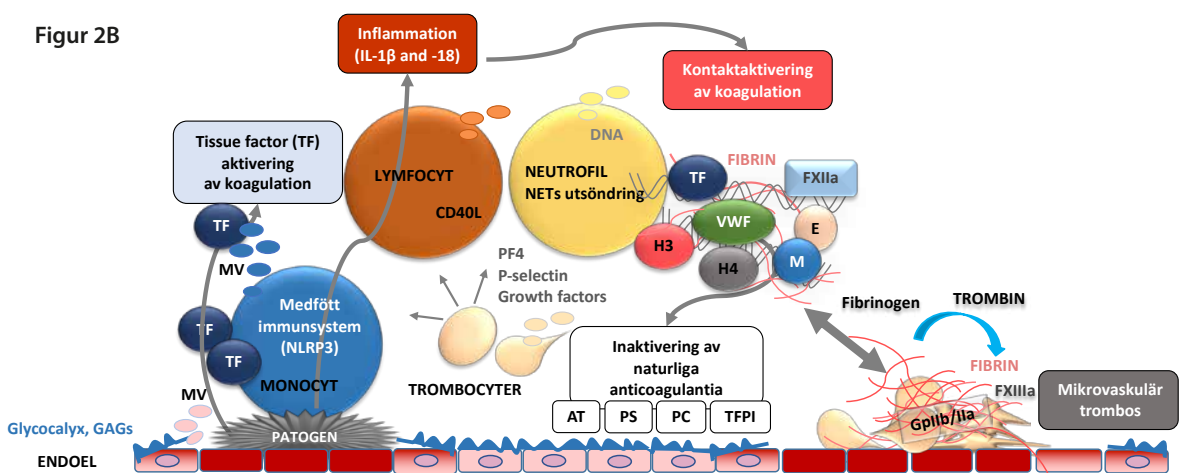 Figur 2B
Inflammation
(IL-1β and -18)
Kontaktaktivering
av koagulation
Tissue factor (TF)
aktivering
av koagulation
DNA
LYMFOCYT
CD40L
NEUTROFIL
NETs utsöndring
TF
FIBRIN
FXIIa
VWF
E
H3
H4
M
TF
MV
PF4
P-selectin
Growth factors
Medfött
immunsystem
(NLRP3)
TF
TF
MONOCYT
MV
TROMBOCYTER
Inaktivering av
naturliga
anticoagulantia
AT
PS
PC
TFPI
Fibrinogen
TROMBIN
FIBRIN
FXIIIa
GpIIb/IIa
Mikrovaskulär
trombos
Glycocalyx, GAGs
PATOGEN
ENDOEL